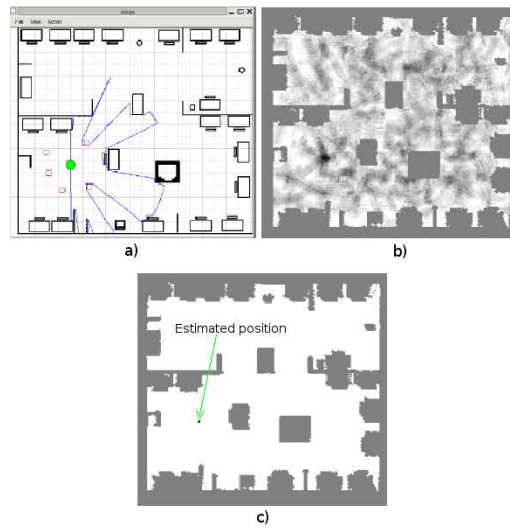 stage
File View Action
a)
b)
Estimated position
c)